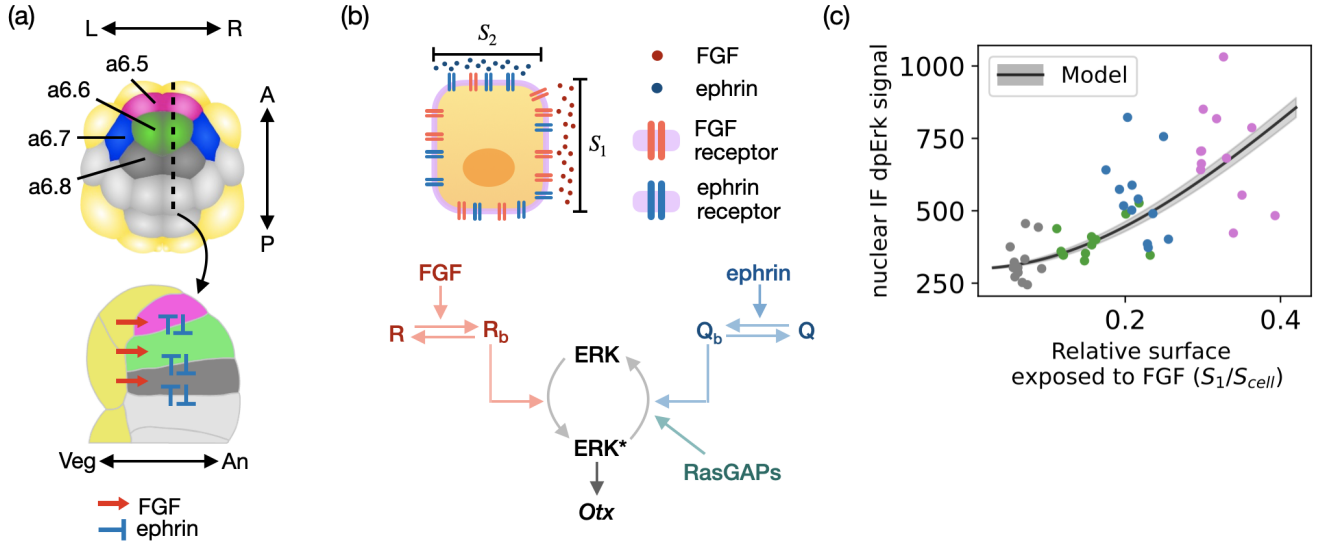 (a)
L
R
a6.5
a6.6
a6.7
a6.8
A
P
Veg
An
FGF
ephrin
(b)
S2
S1
FGF
ephrin
FGF
receptor
ephrin
receptor
FGF
ephrin
R
Rb
Qb
Q
ERK
ERK*
RasGAPs
Otx
(c)
nuclear IF dpErk signal
1000
750
500
250
Model
0.2
0.4
Relative surface
exposed to FGF (S1/Scell)